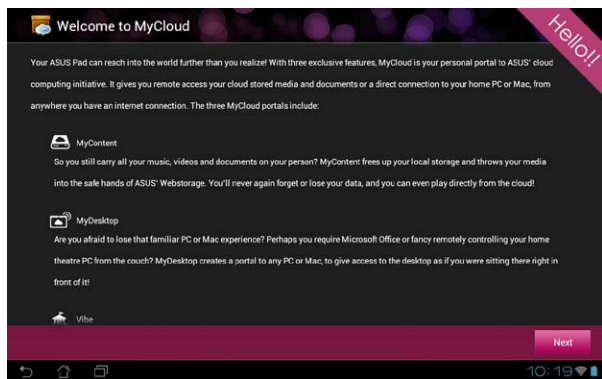 Welcome to MyCloud
Hello!!
Your ASUS Pad can reach into the world further than you realize! With three exclusive features, MyCloud is your personal portal to ASUS' cloud
computing initiative. It gives you remote access your cloud stored media and documents or a direct connection to your home PC or Mac, from
anywhere you have an internet connection. The three MyCloud portals include:
MyContent
So you still carry all your music, videos and documents on your person? MyContent frees up your local storage and throws your media
into the safe hands of ASUS' Webstorage. You'll never again forget or lose your data, and you can even play directly from the cloud!
MyDesktop
Are you afraid to lose that familiar PC or Mac experience? Perhaps you require Microsoft Office or fancy remotely controlling your home
theatre PC from the couch? MyDesktop creates a portal to any PC or Mac, to give access to the desktop as if you were sitting there right in
front of it!
Vibe
Next
10:19